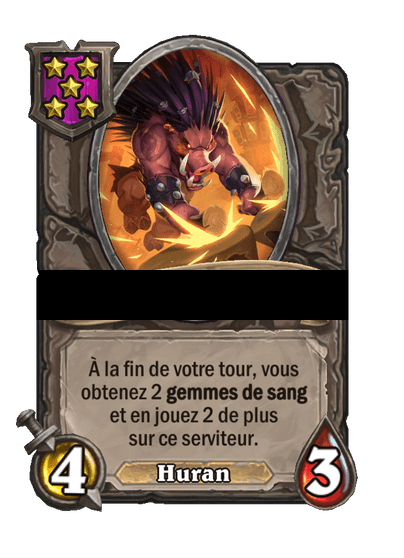 À la fin de votre tour, vous
obtenez 2 gemmes de sang
et en jouez 2 de plus
sur ce serviteur.
4
Huran
3